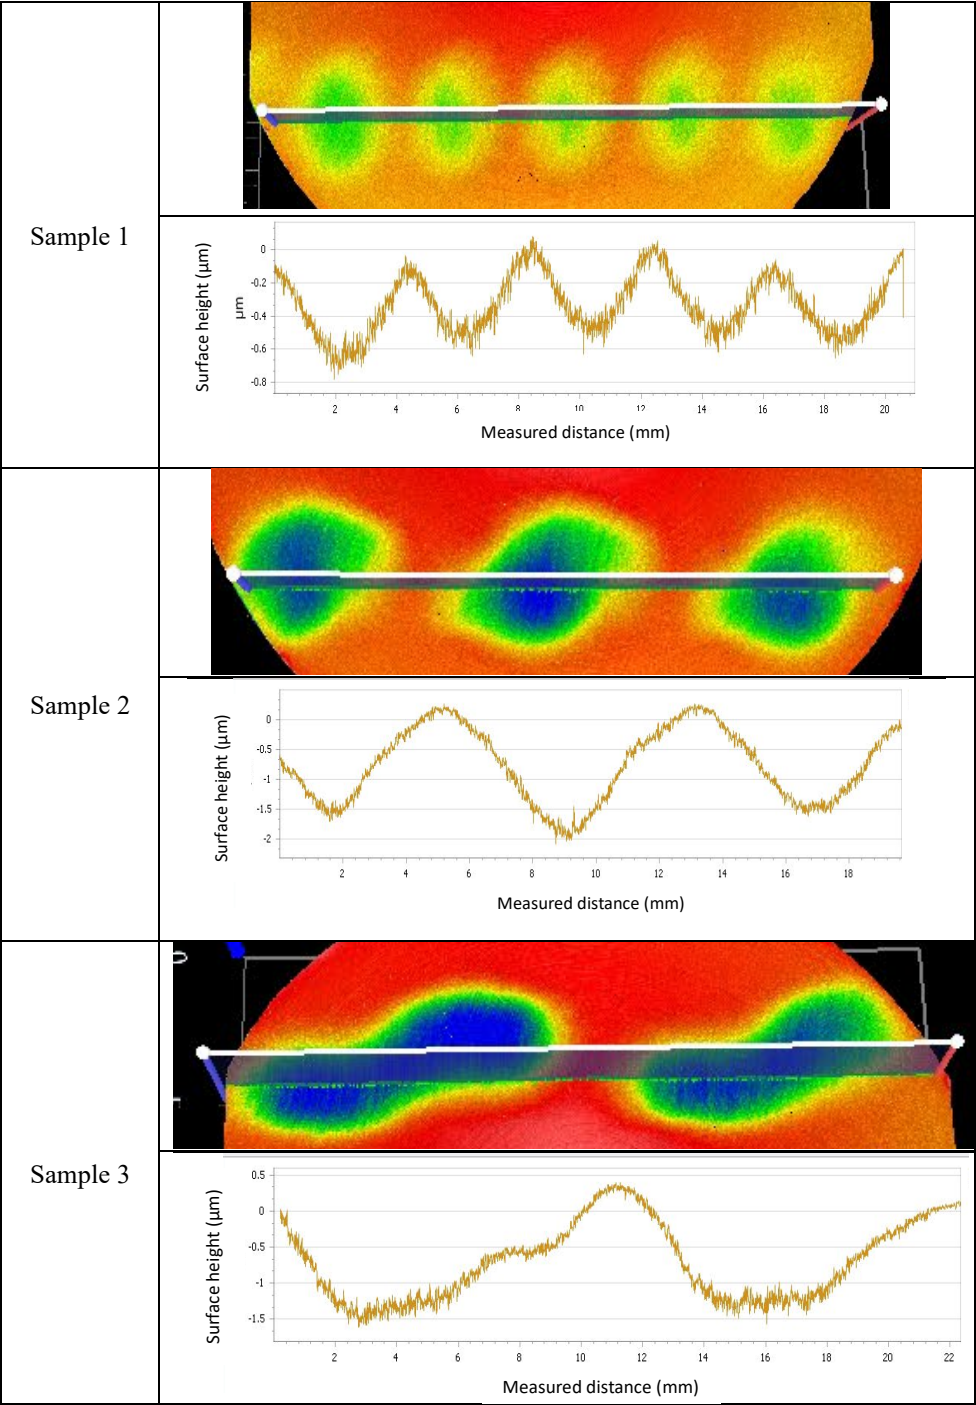 Sample 1
Surface height (µm)
µm
0
-0.2
-0.4
-0.6
-0.8
2 4 6 8 10 12 14 16 18 20
Measured distance (mm)
Sample 2
Surface height (µm)
0
-0.5
-1
-1.5
-2
2 4 6 8 10 12 14 16 18
Measured distance (mm)
Sample 3
Surface height (µm)
0.5
0
-0.5
-1
-1.5
2 4 6 8 10 12 14 16 18 20 22
Measured distance (mm)